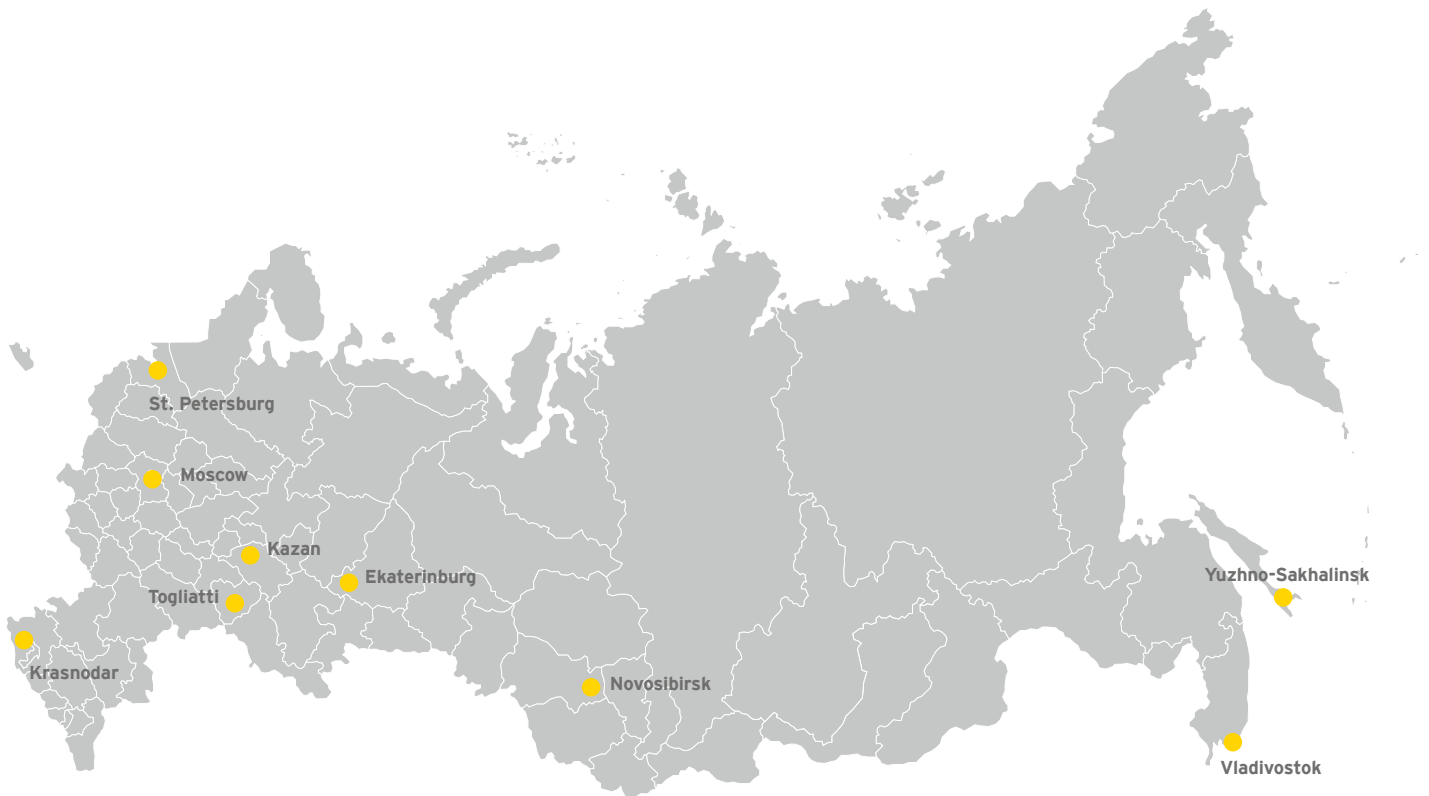 St. Petersburg
Moscow
Kazan
Yuzhno-Sakhalinsk
Ekaterinburg
Togliatti
Krasnodar
Novosibirsk
Vladivostok